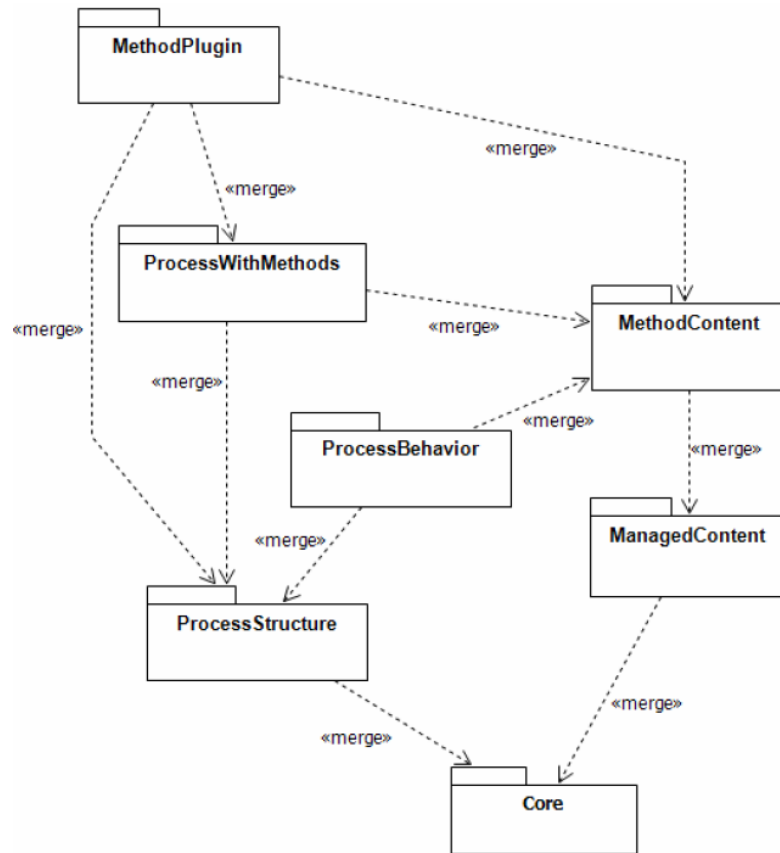 MethodPlugin
«merge»
«merge»
ProcessWithMethods
MethodContent
«merge»
«merge»
«merge»
«merge»
ProcessBehavior
«merge»
ManagedContent
«merge»
ProcessStructure
«merge»
«merge»
Core